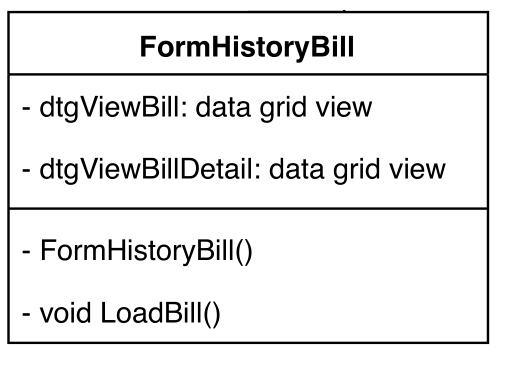 FormHistoryBill
- dtgViewBill: data grid view
- dtgViewBillDetail: data grid view
- FormHistoryBill()
- void LoadBill()